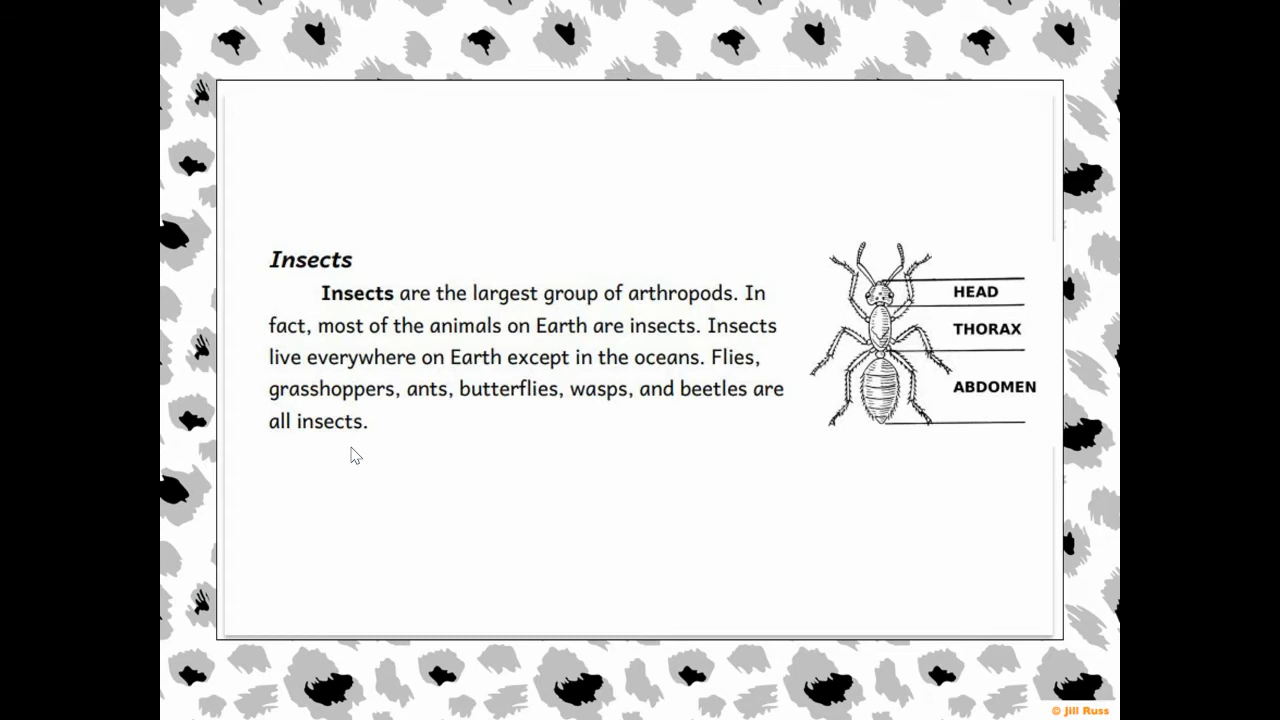 Insects
Insects are the largest group of arthropods. In
fact, most of the animals on Earth are insects. Insects
live everywhere on Earth except in the oceans. Flies,
grasshoppers, ants, butterflies, wasps, and beetles are
all insects.
HEAD
THORAX
ABDOMEN
© Jill Russ